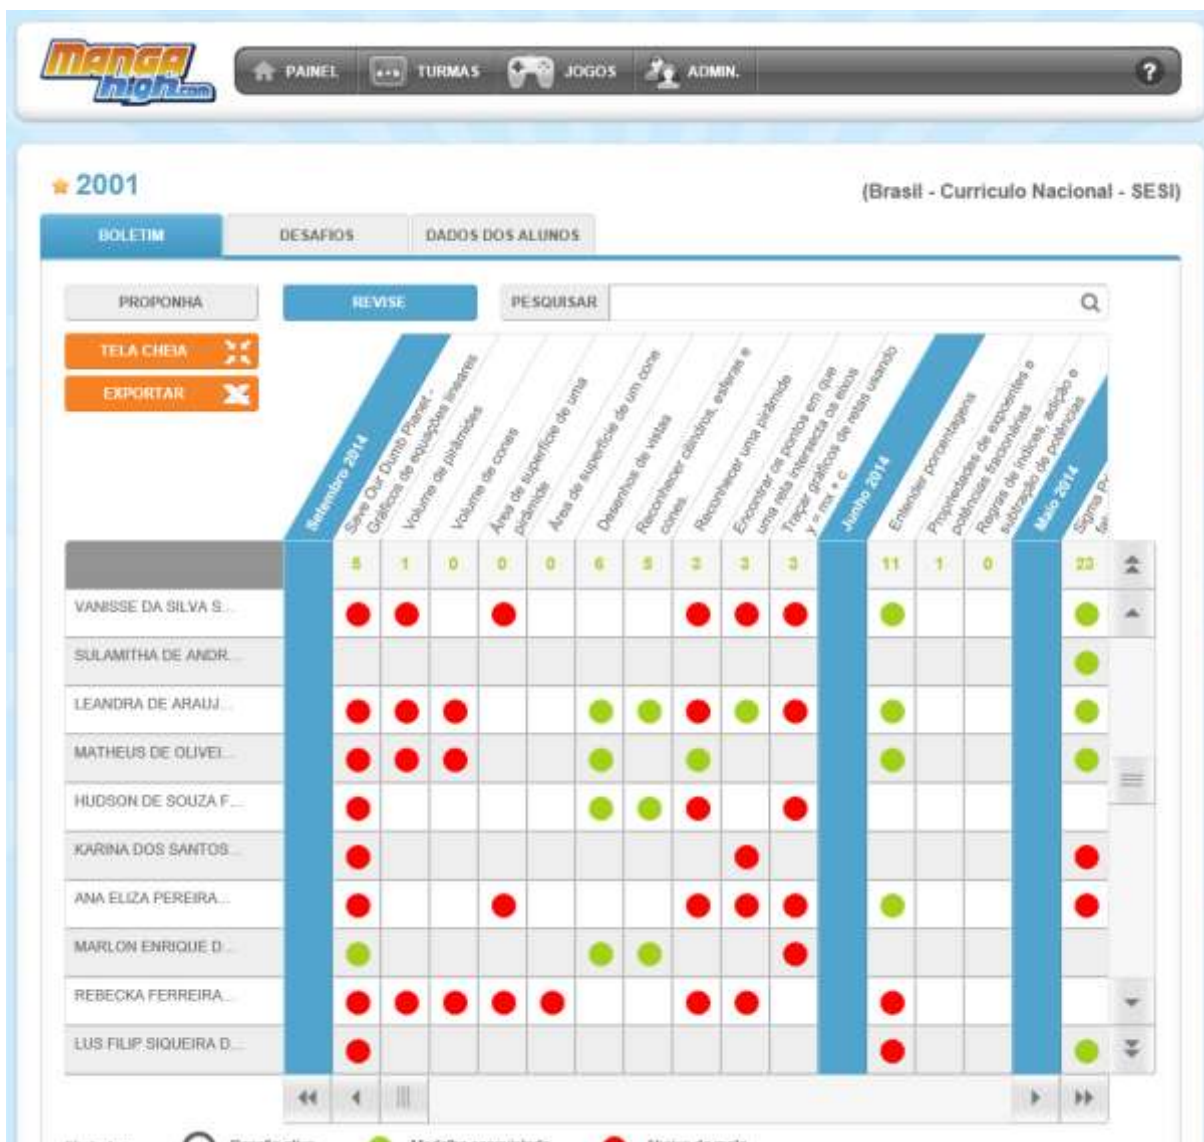 MANGA
high.com
PAINEL
TURMAS
JOGOS
ADMIN.
?
2001
(Brasil - Curriculo Nacional - SESI)
BOLETIM
DESAFIOS
DADOS DOS ALUNOS
PROPONHA
REVISE
PESQUISAR
TELA CHEIA
EXPORTAR
Setembro 2014
Save Our Dumb Planet -
Gráficos de equações lineares
Volume de pirâmides
Volume de cones
Área de superfície de uma
pirâmide
Área de superfície de um cone
Desenhos de vistas
Reconhecer cilindros, esferas e
cones.
Reconhecer uma pirâmide
Encontrar os pontos em que
uma reta intersecta os eixos
Traçar gráficos de retas usando
y = mx + c
Junho 2014
Entender porcentagens
Propriedades de expoentes e
potências fracionárias
Regras de índices, adição e
subtração de potências
Maio 2014
Sigma
5 1 0 0 0 6 5 3 3 3 11 1 0 23
VANISSE DA SILVA S...
SULAMITHA DE ANDR...
LEANDRA DE ARAUJ...
MATHEUS DE OLIVEI...
HUDSON DE SOUZA F...
KARINA DOS SANTOS...
ANA ELIZA PEREIRA...
MARLON ENRIQUE D...
REBECKA FERREIRA...
LUS FILIP SIQUEIRA D...